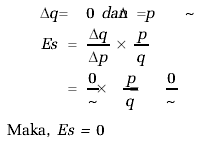 Δq = 0 dan Δp = ~
Es = Δq/Δp × p/q
= 0/~ × p/q = 0/~
Maka, Es = 0